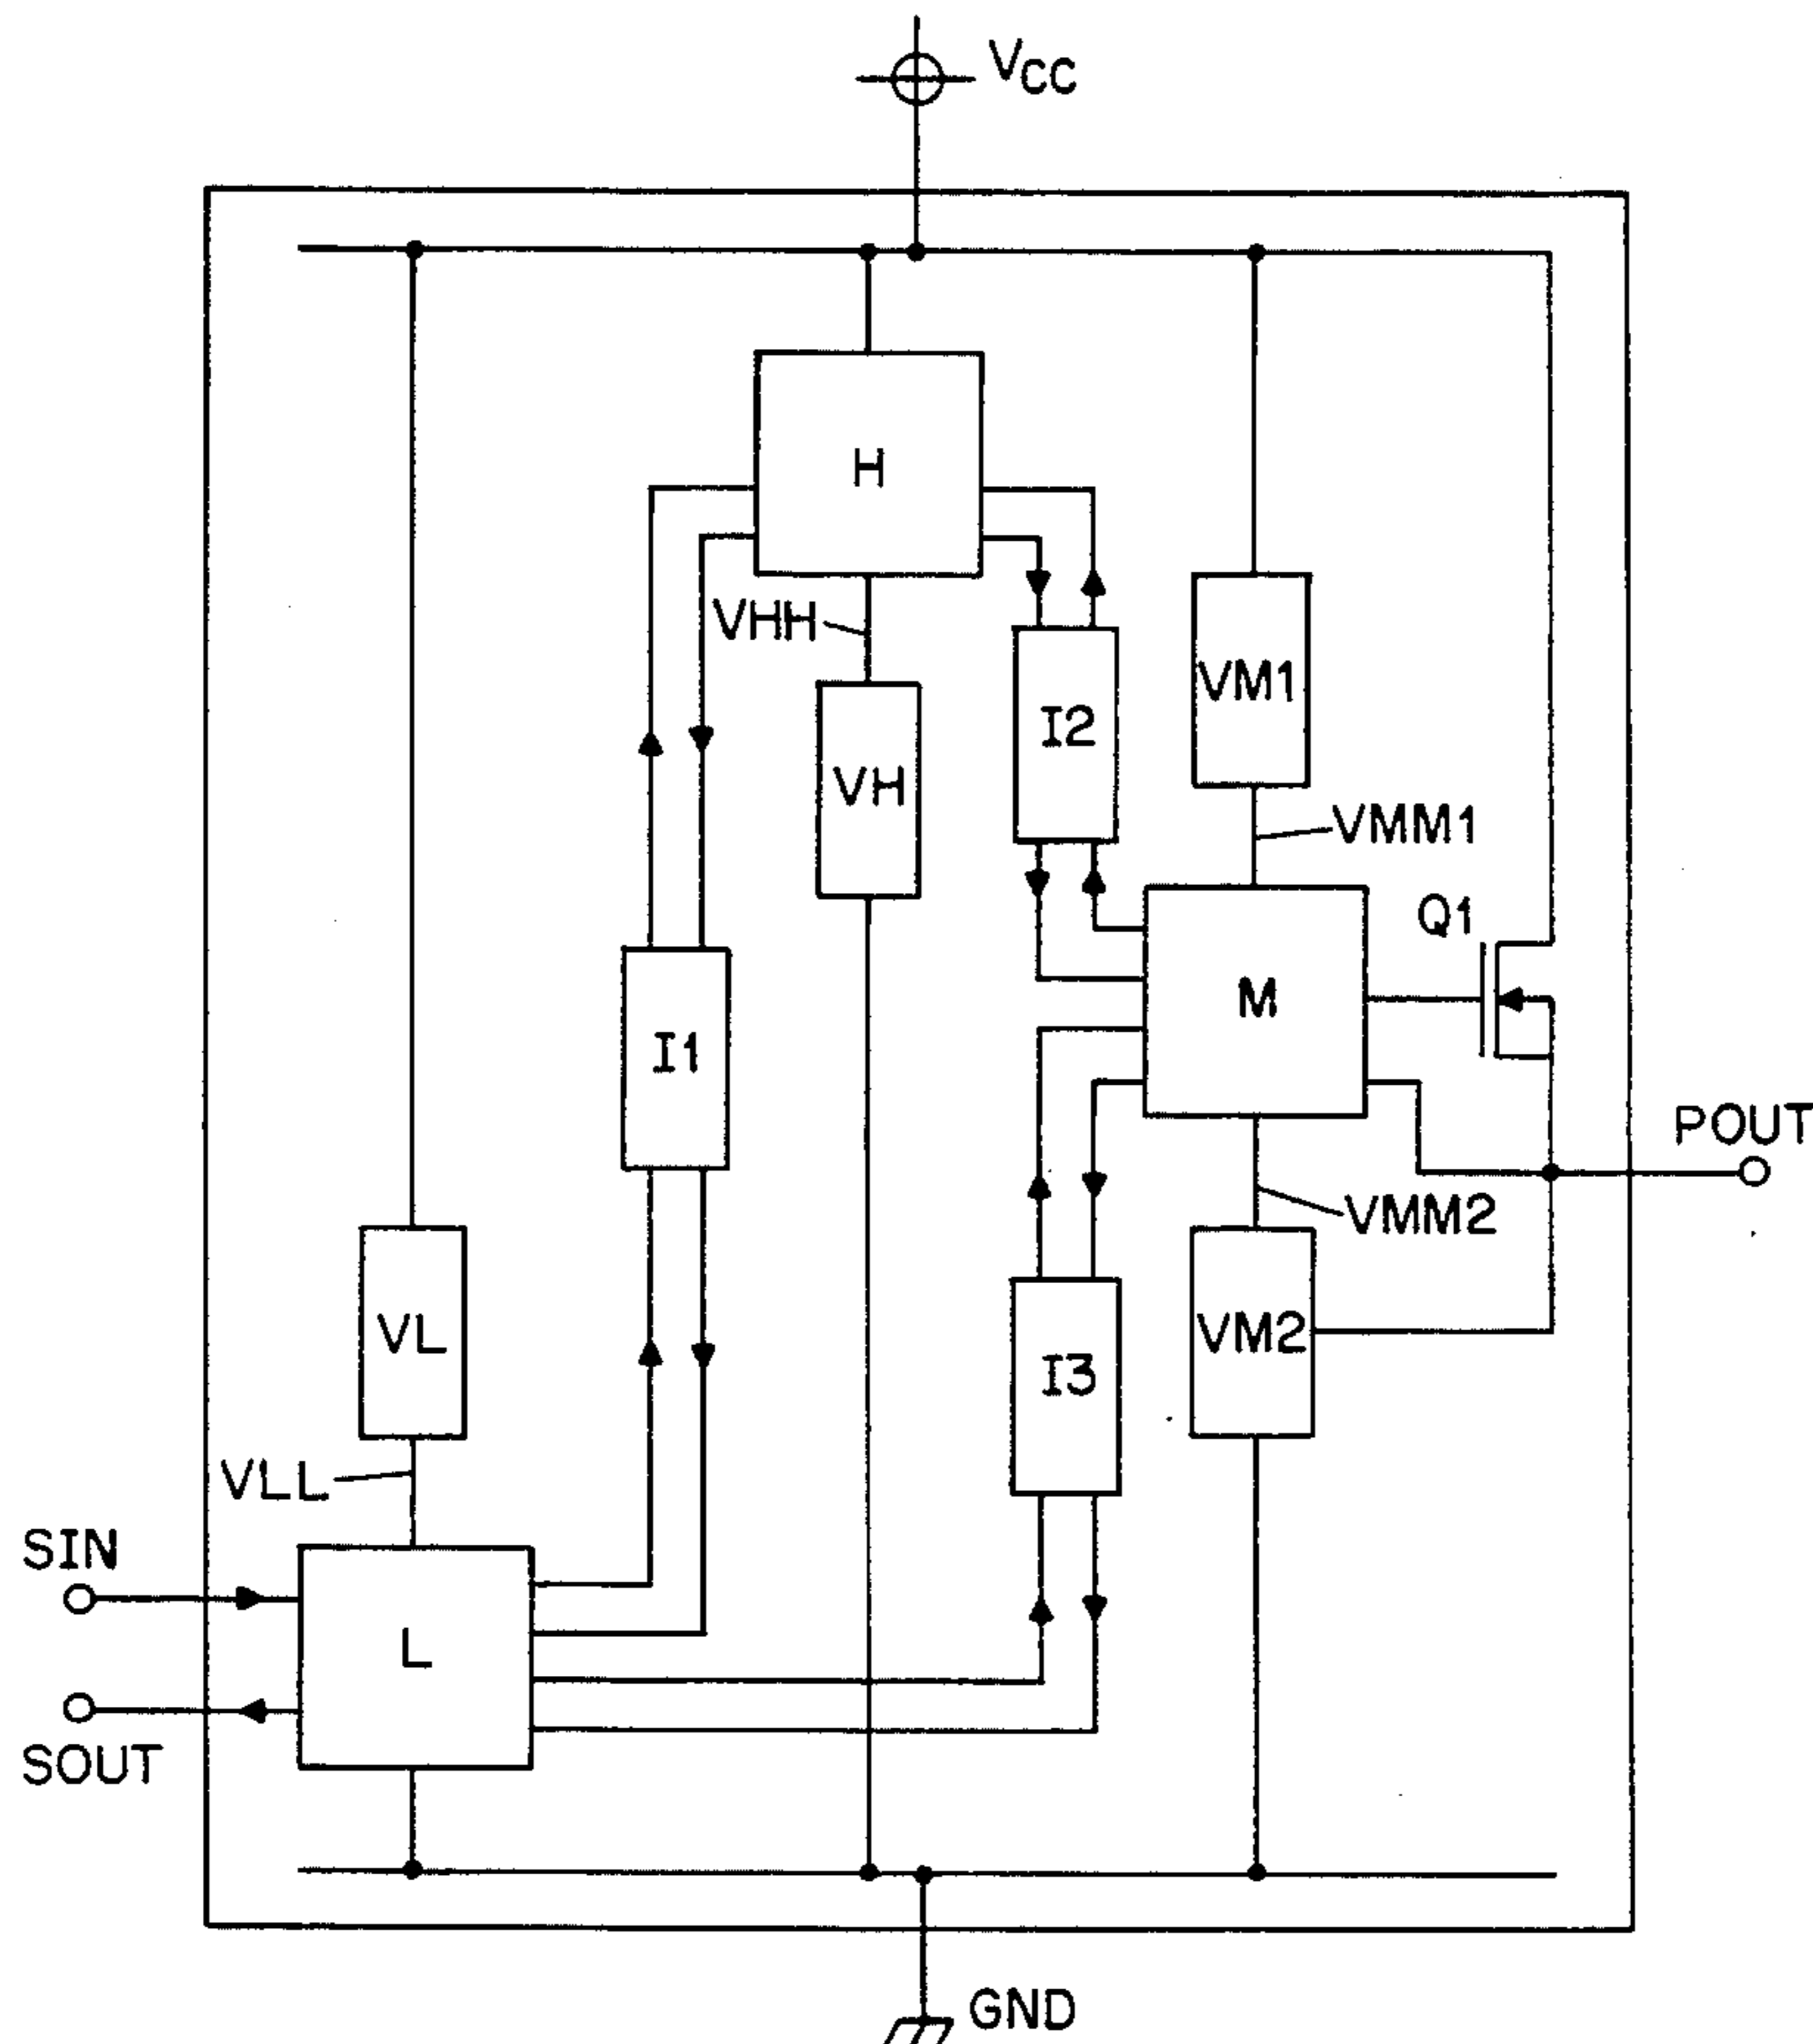 VCC
H
VHH
I2
VM1
VH
VMM1
Q1
M
I1
POUT
VMM2
VL
VM2
I3
VLL
SIN
L
SOUT
GND